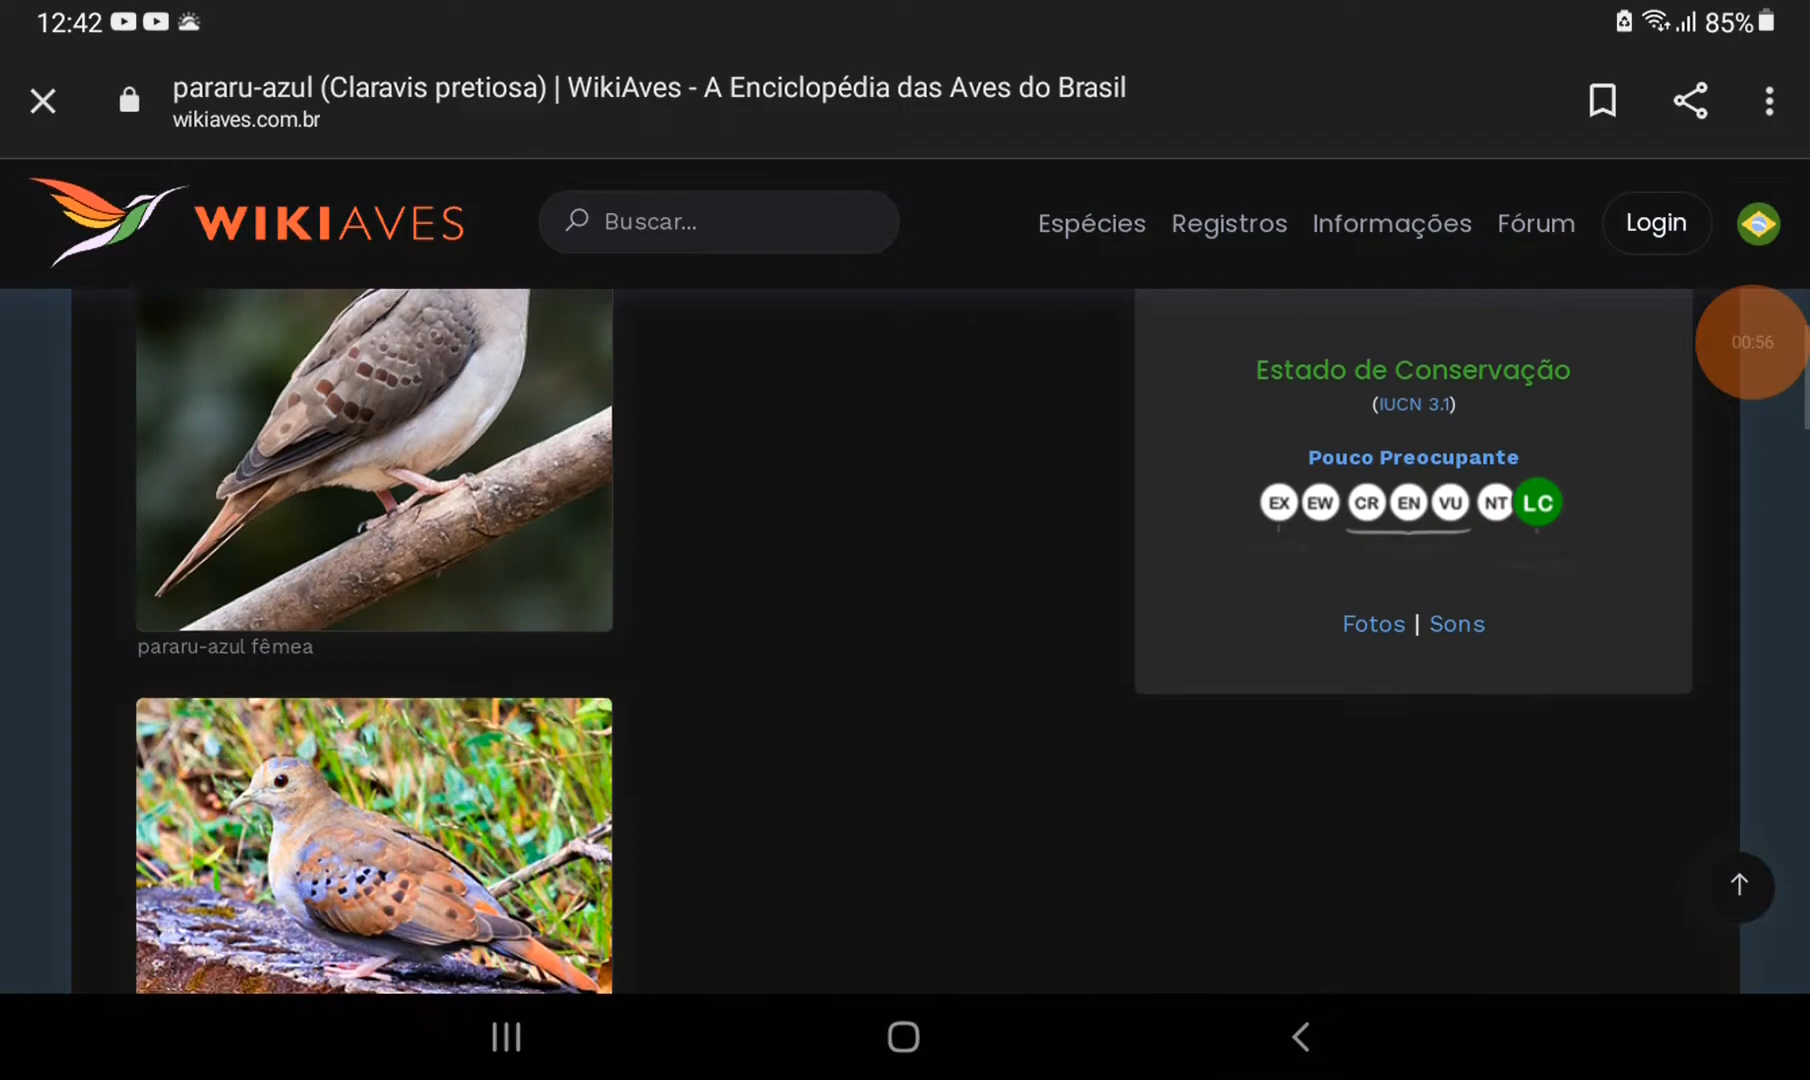 12:42
85%
pararu-azul (Claravis pretiosa) | WikiAves - A Enciclopédia das Aves do Brasil
wikiaves.com.br
WIKIAVES
Buscar...
Espécies
Registros
Informações
Fórum
Login
00:56
Estado de Conservação
(IUCN 3.1)
Pouco Preocupante
EX EW CR EN VU NT LC
Fotos | Sons
pararu-azul fêmea